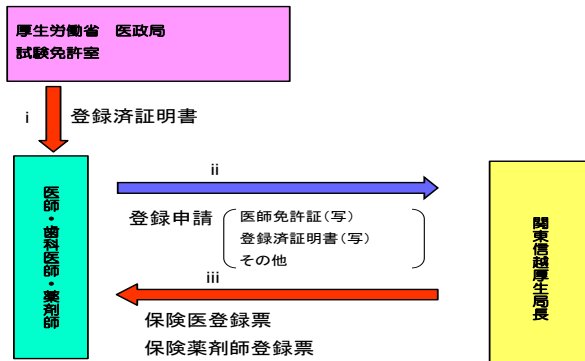 厚生労働省　医政局
試験免許室
i
登録済証明書
医師・歯科医師・薬剤師
ii
登録申請
医師免許証(写)
登録済証明書(写)
その他
iii
保険医登録票
保険薬剤師登録票
関東信越厚生局長